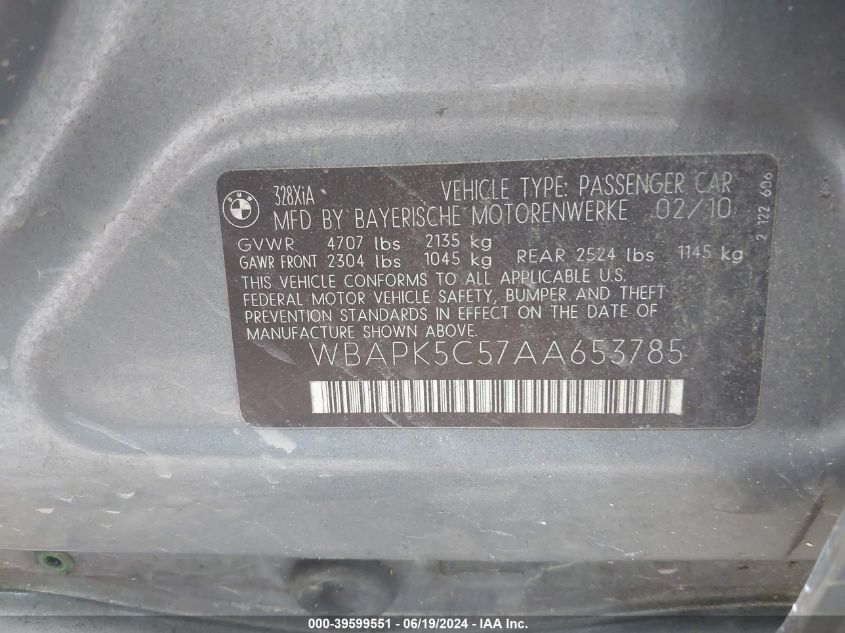 BMW
328XiA
VEHICLE TYPE: PASSENGER CAR
MFD BY BAYERISCHE MOTORENWERKE 02/10
GVWR 4707 lbs 2135 kg
GAWR FRONT 2304 lbs 1045 kg REAR 2524 lbs 1145 kg
THIS VEHICLE CONFORMS TO ALL APPLICABLE U.S.
FEDERAL MOTOR VEHICLE SAFETY, BUMPER AND THEFT
PREVENTION STANDARDS IN EFFECT ON THE DATE OF
MANUFACTURE SHOWN ABOVE.
WBAPK5C57AA653785
2 122 606
000-39599551 - 06/19/2024 - IAA Inc.